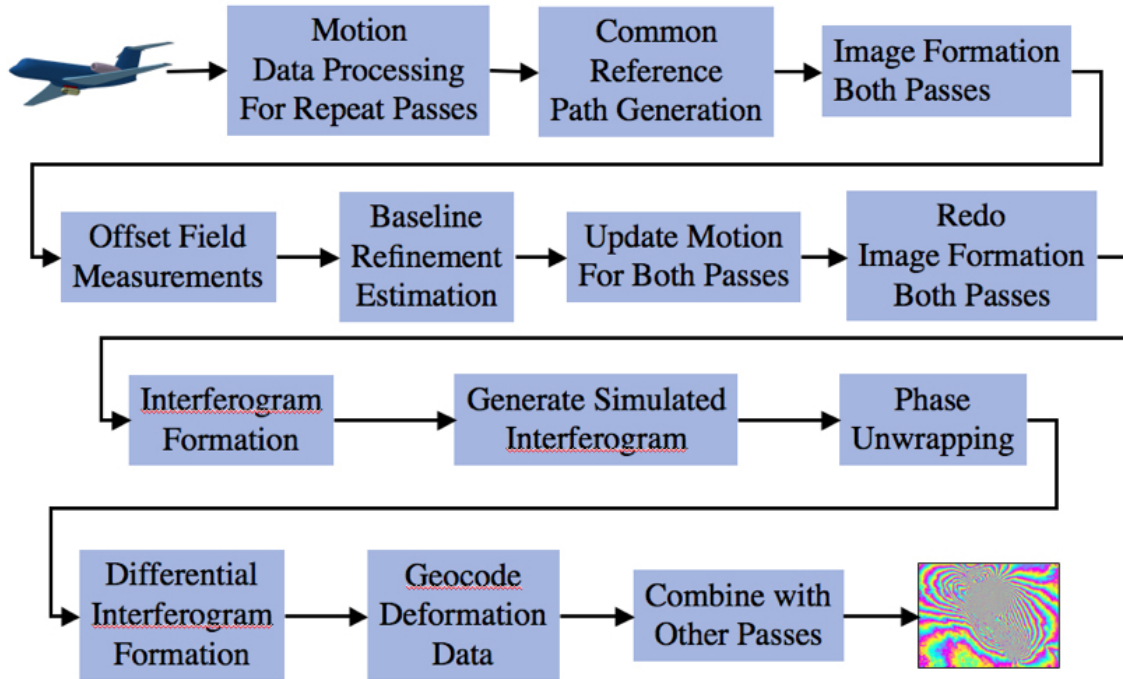 Motion
Data Processing
For Repeat Passes
Common
Reference
Path Generation
Image Formation
Both Passes
Offset Field
Measurements
Baseline
Refinement
Estimation
Update Motion
For Both Passes
Redo
Image Formation
Both Passes
Interferogram
Formation
Generate Simulated
Interferogram
Phase
Unwrapping
Differential
Interferogram
Formation
Geocode
Deformation
Data
Combine with
Other Passes